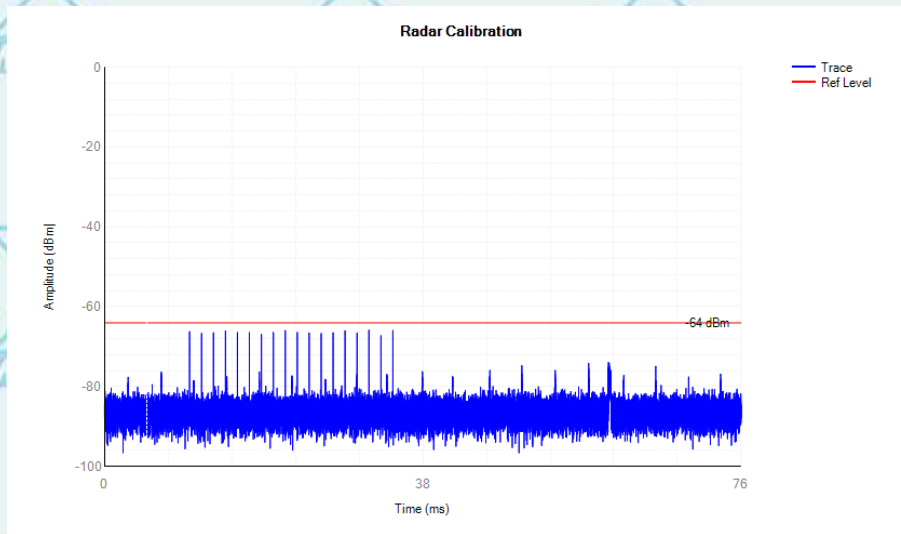 Radar Calibration
Trace
Ref Level
0
-20
-40
-60
-80
-100
Amplitude (dBm)
-64 dBm
0
38
76
Time (ms)